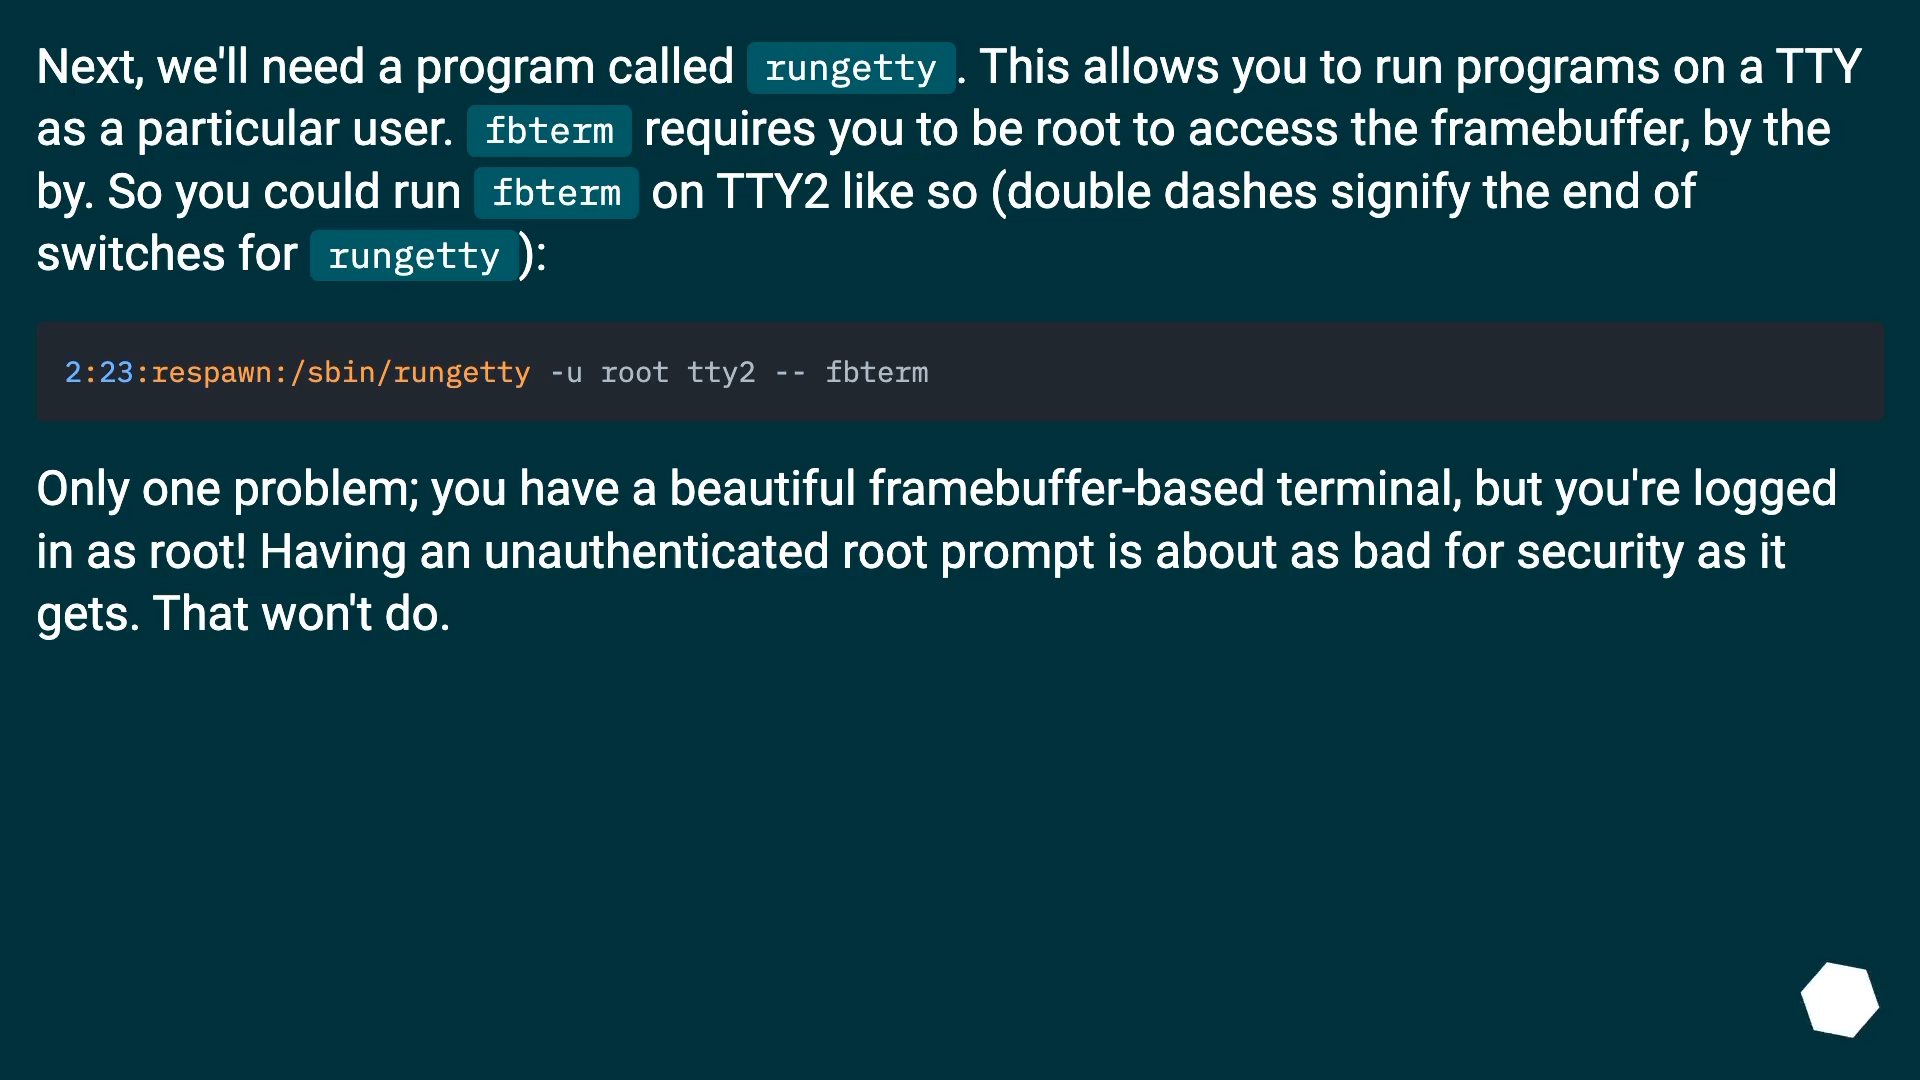 Next, we'll need a program called rungetty. This allows you to run programs on a TTY
as a particular user. fbterm requires you to be root to access the framebuffer, by the
by. So you could run fbterm on TTY2 like so (double dashes signify the end of
switches for rungetty):
2:23:respawn:/sbin/rungetty -u root tty2 -- fbterm
Only one problem; you have a beautiful framebuffer-based terminal, but you're logged
in as root! Having an unauthenticated root prompt is about as bad for security as it
gets. That won't do.